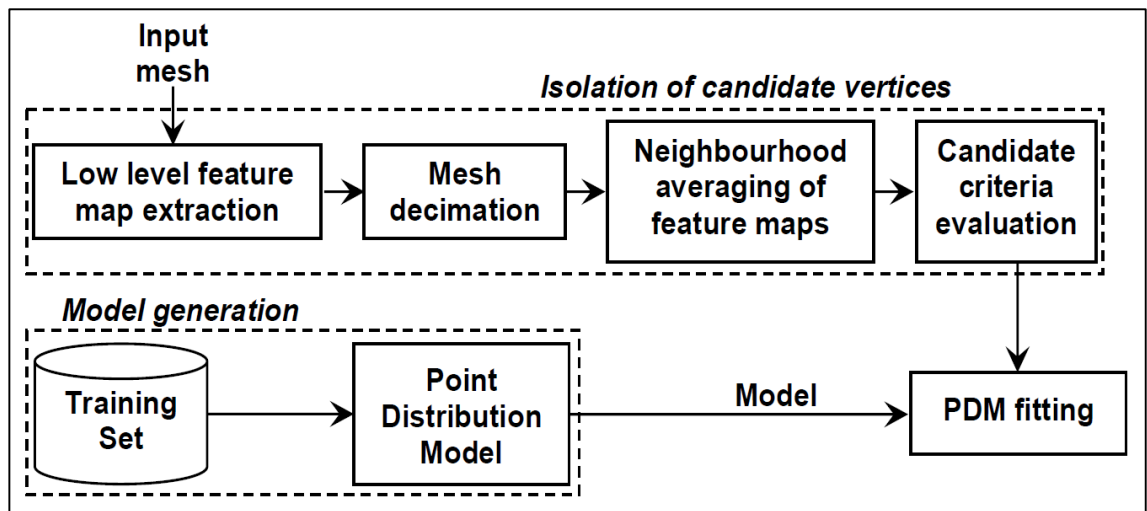 Input
mesh
Isolation of candidate vertices
Low level feature
map extraction
Mesh
decimation
Neighbourhood
averaging of
feature maps
Candidate
criteria
evaluation
Model generation
Training
Set
Point
Distribution
Model
Model
PDM fitting